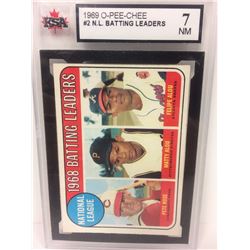 KSA
1969 O-PEE-CHEE
#2 N.L. BATTING LEADERS
7
NM
1968 BATTING LEADERS
NATIONAL
LEAGUE
FELIPE ALOU
MATTY ALOU
PETE ROSE